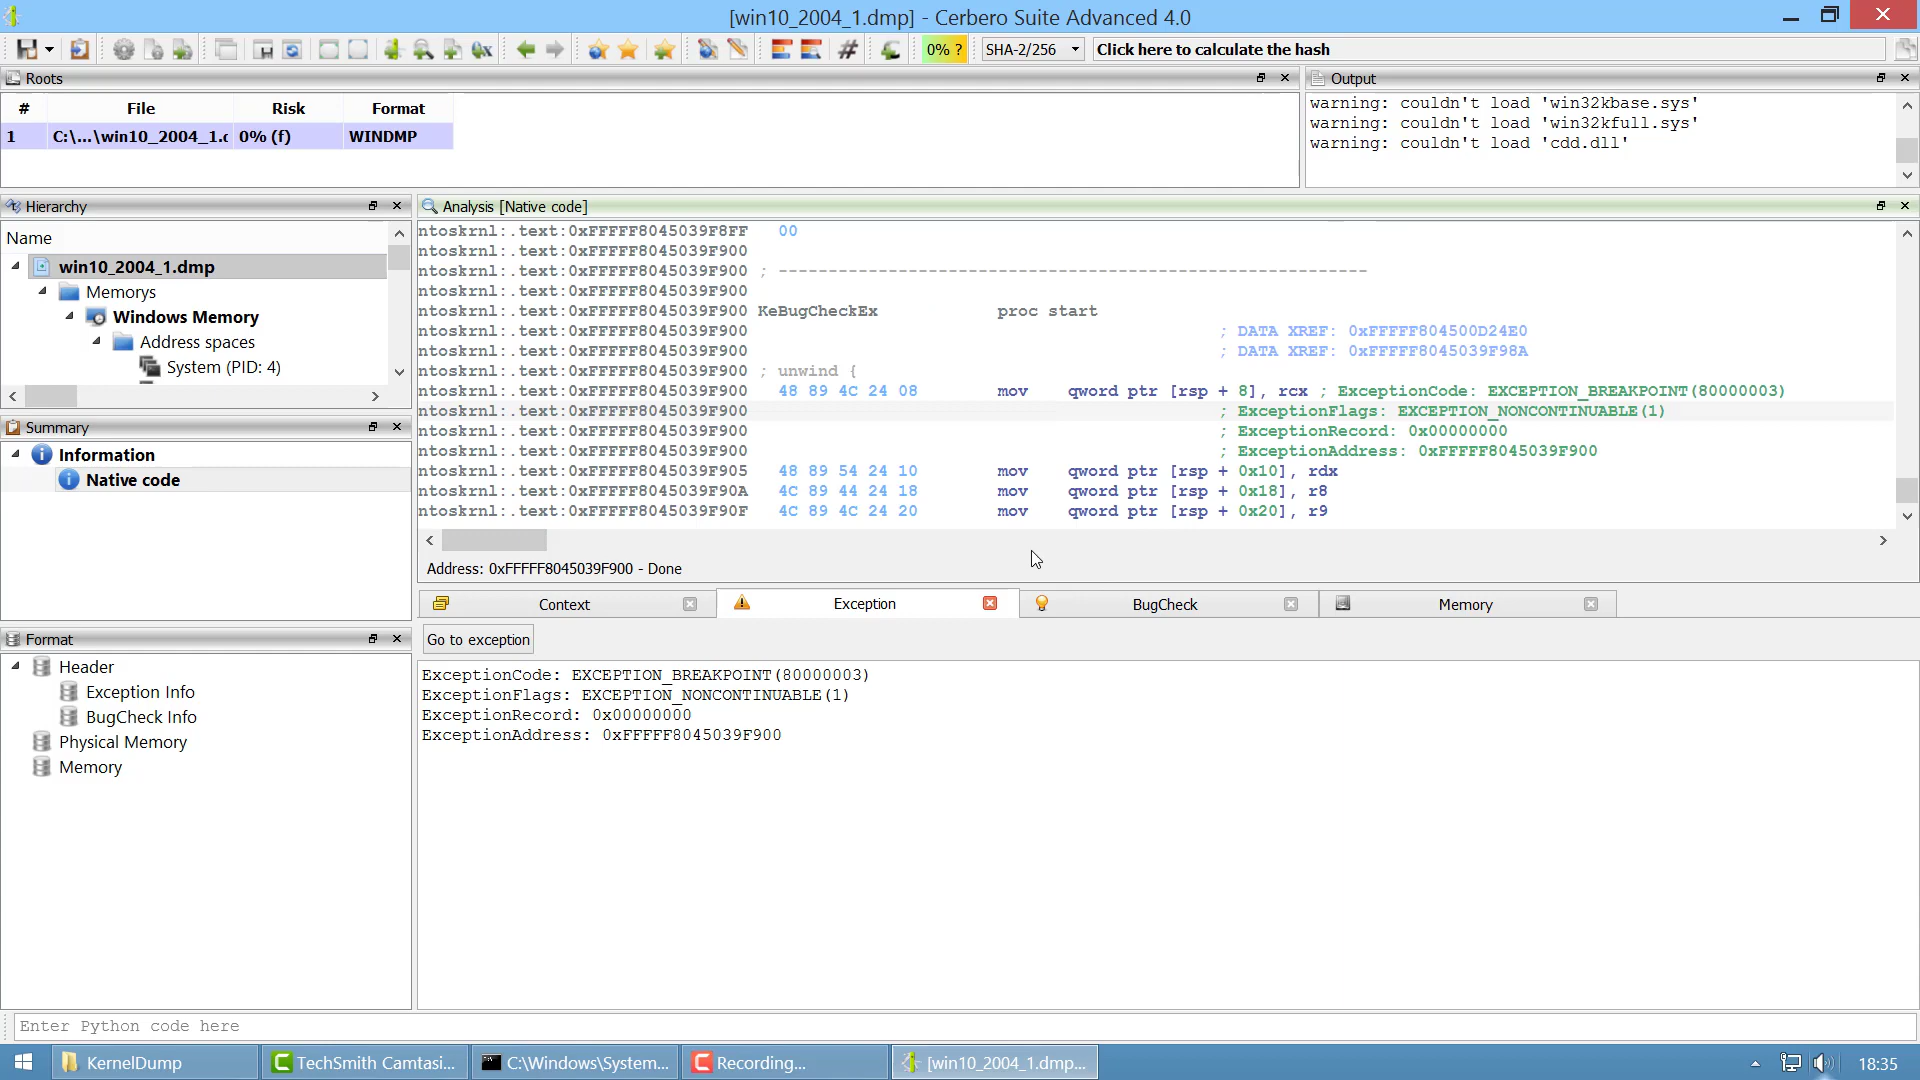 [win10_2004_1.dmp] - Cerbero Suite Advanced 4.0
0% ?
SHA-2/256
Click here to calculate the hash
Roots
# File Risk Format
1 C:\...\win10_2004_1.d 0% (f) WINDMP
Output
warning: couldn't load 'win32kbase.sys'
warning: couldn't load 'win32kfull.sys'
warning: couldn't load 'cdd.dll'
Hierarchy
Name
win10_2004_1.dmp
Memorys
Windows Memory
Address spaces
System (PID: 4)
Summary
Information
Native code
Format
Header
Exception Info
BugCheck Info
Physical Memory
Memory
Analysis [Native code]
ntoskrnl:.text:0xFFFFF8045039F8FF 00
ntoskrnl:.text:0xFFFFF8045039F900
ntoskrnl:.text:0xFFFFF8045039F900 ; -----------------------------------------------------------
ntoskrnl:.text:0xFFFFF8045039F900
ntoskrnl:.text:0xFFFFF8045039F900 KeBugCheckEx proc start
ntoskrnl:.text:0xFFFFF8045039F900 ; DATA XREF: 0xFFFFF804500D24E0
ntoskrnl:.text:0xFFFFF8045039F900 ; DATA XREF: 0xFFFFF8045039F98A
ntoskrnl:.text:0xFFFFF8045039F900 ; unwind {
ntoskrnl:.text:0xFFFFF8045039F900 48 89 4C 24 08 mov qword ptr [rsp + 8], rcx ; ExceptionCode: EXCEPTION_BREAKPOINT(80000003)
ntoskrnl:.text:0xFFFFF8045039F900 ; ExceptionFlags: EXCEPTION_NONCONTINUABLE(1)
ntoskrnl:.text:0xFFFFF8045039F900 ; ExceptionRecord: 0x00000000
ntoskrnl:.text:0xFFFFF8045039F900 ; ExceptionAddress: 0xFFFFF8045039F900
ntoskrnl:.text:0xFFFFF8045039F905 48 89 54 24 10 mov qword ptr [rsp + 0x10], rdx
ntoskrnl:.text:0xFFFFF8045039F90A 4C 89 44 24 18 mov qword ptr [rsp + 0x18], r8
ntoskrnl:.text:0xFFFFF8045039F90F 4C 89 4C 24 20 mov qword ptr [rsp + 0x20], r9
Address: 0xFFFFF8045039F900 - Done
Context Exception BugCheck Memory
Go to exception
ExceptionCode: EXCEPTION_BREAKPOINT(80000003)
ExceptionFlags: EXCEPTION_NONCONTINUABLE(1)
ExceptionRecord: 0x00000000
ExceptionAddress: 0xFFFFF8045039F900
Enter Python code here
KernelDump
TechSmith Camtasi...
C:\Windows\System...
Recording...
[win10_2004_1.dmp...
18:35